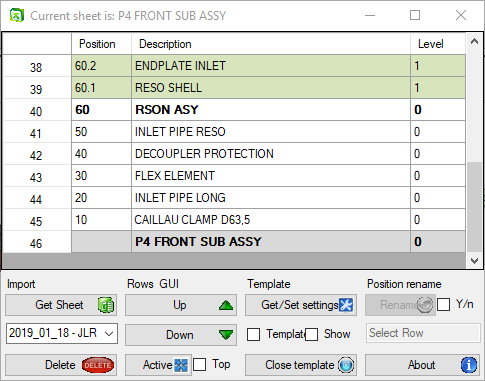 Current sheet is: P4 FRONT SUB ASSY
Position Description Level
38 60.2 ENDPLATE INLET 1
39 60.1 RESO SHELL 1
40 60 RSON ASY 0
41 50 INLET PIPE RESO 0
42 40 DECOUPLER PROTECTION 0
43 30 FLEX ELEMENT 0
44 20 INLET PIPE LONG 0
45 10 CAILLAU CLAMP D63,5 0
46 P4 FRONT SUB ASSY 0
Import Rows GUI Template Position rename
Get Sheet Up Get/Set settings Rename Y/n
2019_01_18 - JLR Down Template Show Select Row
Delete DELETE Active Top Close template About